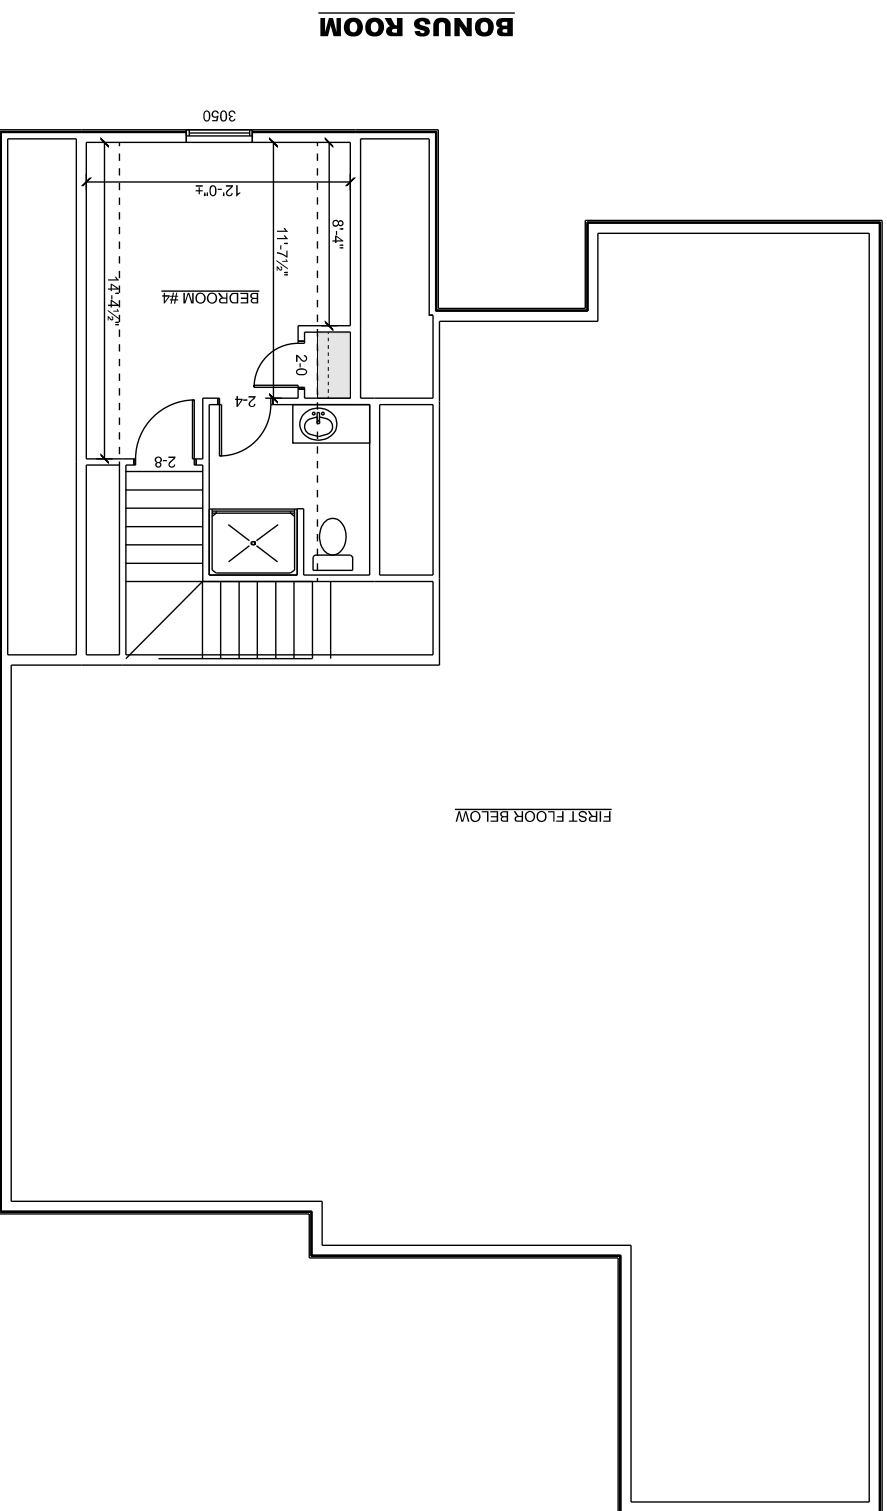 FIRST FLOOR BELOW
2-8
2-4
2-0
BEDROOM #4
14'-4½"
11'-7½"
8'-4"
12'-0"±
3050
BONUS ROOM